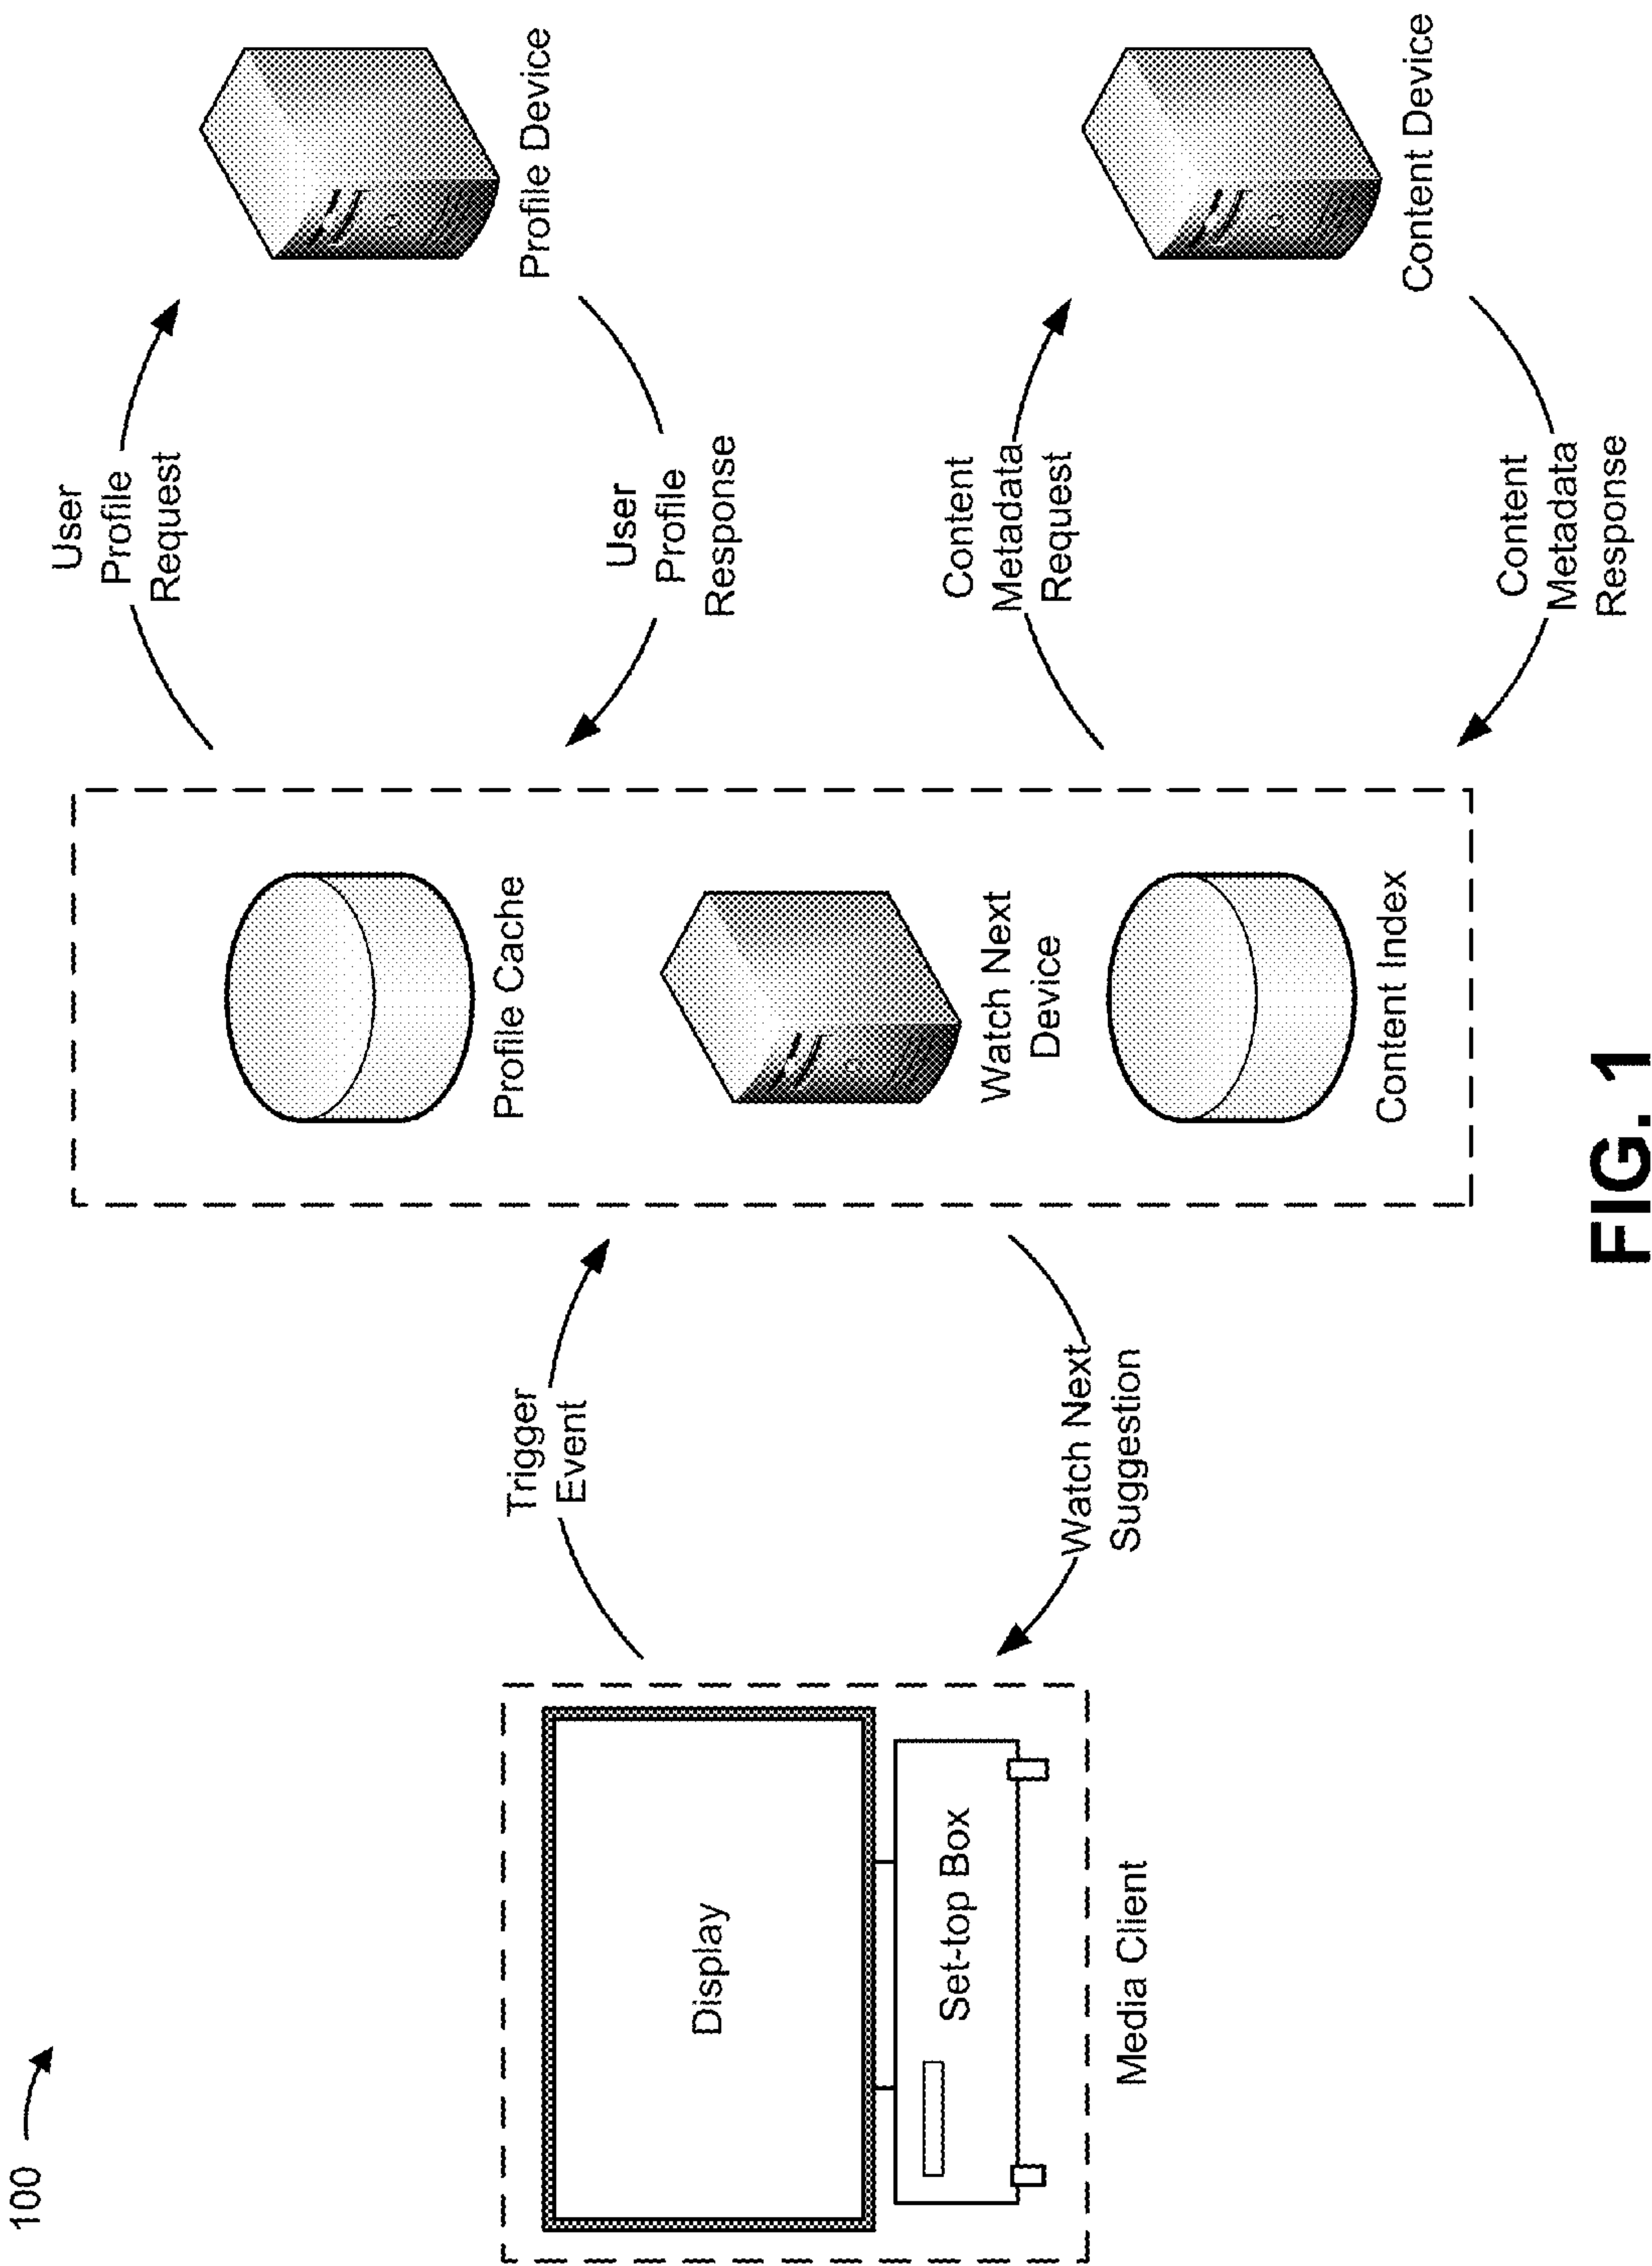 100
Display
Set-top Box
Media Client
Trigger
Event
Watch Next
Suggestion
Profile Cache
Watch Next
Device
Content Index
User
Profile
Request
User
Profile
Response
Profile Device
Content
Metadata
Request
Content
Metadata
Response
Content Device
FIG. 1